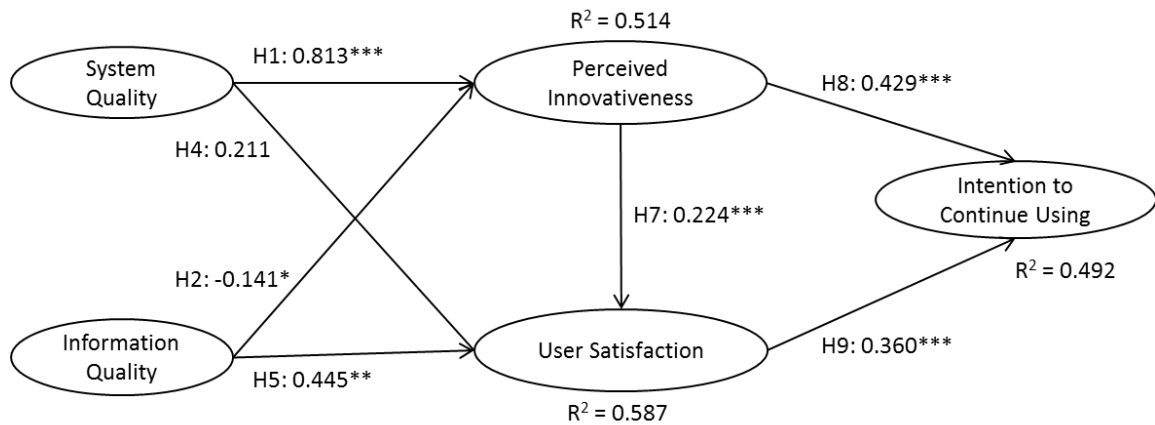 R² = 0.514
System
Quality
H1: 0.813***
Perceived
Innovativeness
H8: 0.429***
H4: 0.211
Intention to
Continue Using
H7: 0.224***
R² = 0.492
H2: -0.141*
Information
Quality
User Satisfaction
H9: 0.360***
H5: 0.445**
R² = 0.587